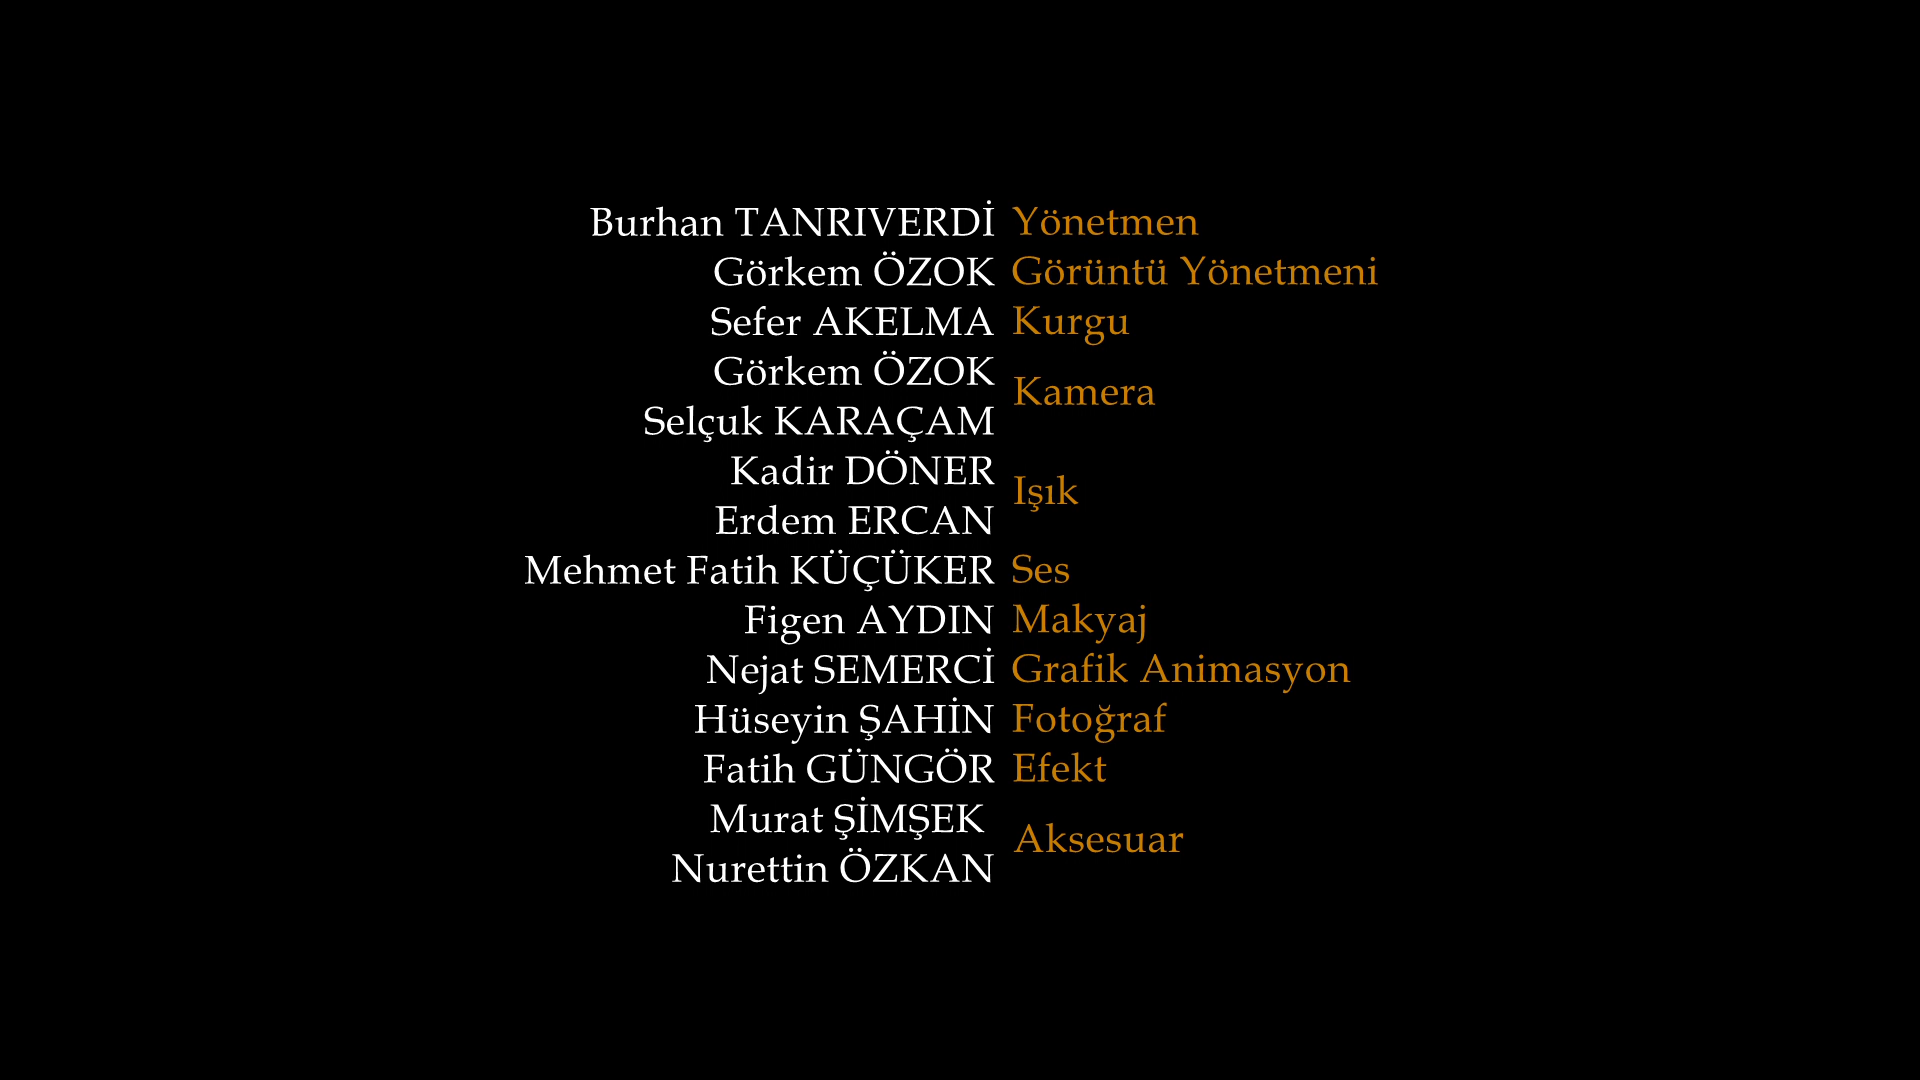 Burhan TANRIVERDİ Yönetmen
Görkem ÖZOK Görüntü Yönetmeni
Sefer AKELMA Kurgu
Görkem ÖZOK
Kamera
Selçuk KARAÇAM
Kadir DÖNER
Işık
Erdem ERCAN
Mehmet Fatih KÜÇÜKER Ses
Figen AYDIN Makyaj
Nejat SEMERCİ Grafik Animasyon
Hüseyin ŞAHİN Fotoğraf
Fatih GÜNGÖR Efekt
Murat ŞİMŞEK
Aksesuar
Nurettin ÖZKAN